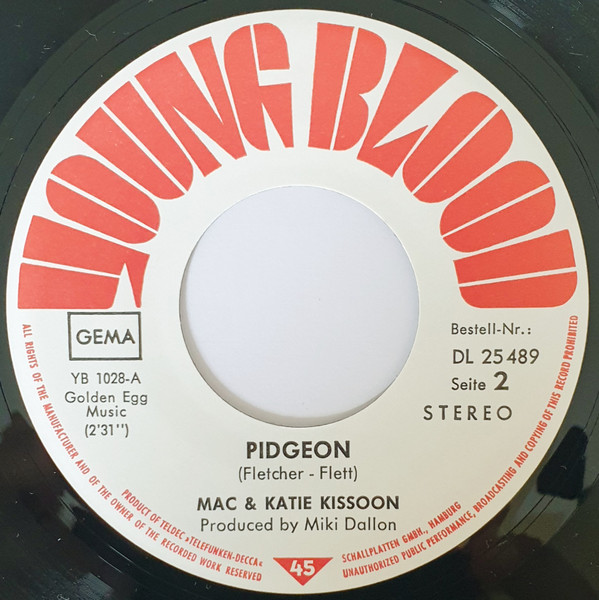 YOUNG BLOOD
GEMA
YB 1028-A
Golden Egg
Music
(2'31'')
Bestell-Nr.:
DL 25 489
Seite 2
STEREO
PIDGEON
(Fletcher - Flett)
MAC & KATIE KISSOON
Produced by Miki Dallon
ALL RIGHTS OF THE MANUFACTURER AND OF THE OWNER OF THE RECORDED WORK RESERVED
PRODUCT OF TELDEC »TELEFUNKEN-DECCA«
45
SCHALLPLATTEN GMBH., HAMBURG
UNAUTHORIZED PUBLIC PERFORMANCE, BROADCASTING AND COPYING OF THIS RECORD PROHIBITED